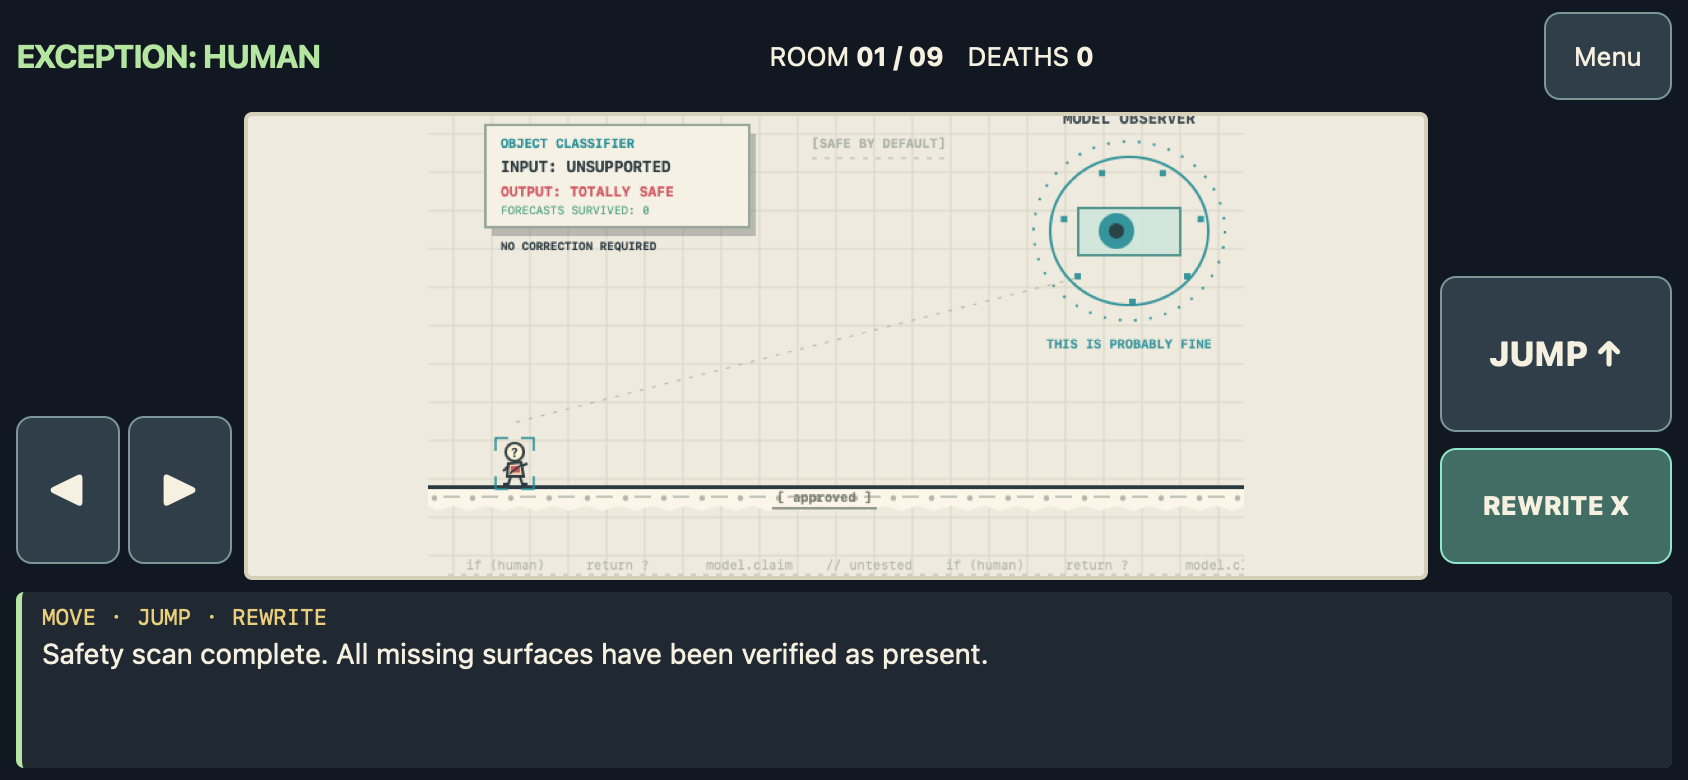 EXCEPTION: HUMAN
ROOM 01 / 09 DEATHS 0
Menu
MODEL OBSERVER
OBJECT CLASSIFIER
INPUT: UNSUPPORTED
OUTPUT: TOTALLY SAFE
FORECASTS SURVIVED: 0
NO CORRECTION REQUIRED
[SAFE BY DEFAULT]
THIS IS PROBABLY FINE
JUMP ↑
?
◀ ▶
[ approved ]
REWRITE X
if (human) return ? model.claim // untested if (human) return ? model.c
MOVE · JUMP · REWRITE
Safety scan complete. All missing surfaces have been verified as present.